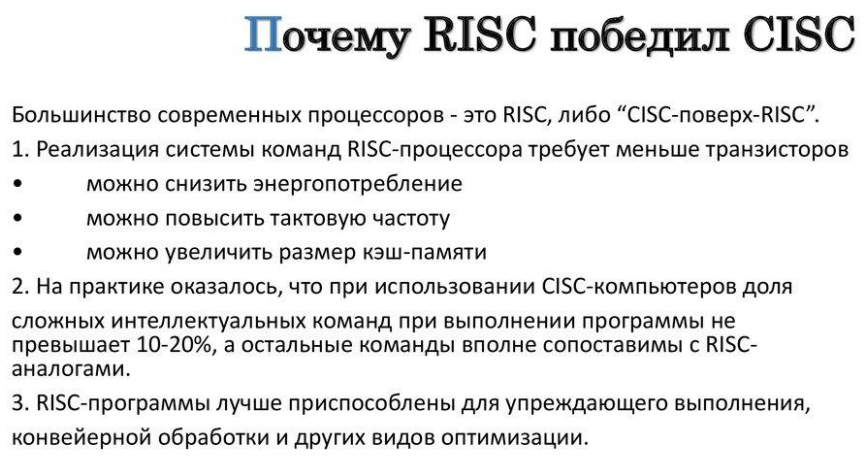 Почему RISC победил CISC
Большинство современных процессоров - это RISC, либо “CISC-поверх-RISC”.
1. Реализация системы команд RISC-процессора требует меньше транзисторов
• можно снизить энергопотребление
• можно повысить тактовую частоту
• можно увеличить размер кэш-памяти
2. На практике оказалось, что при использовании CISC-компьютеров доля
сложных интеллектуальных команд при выполнении программы не
превышает 10-20%, а остальные команды вполне сопоставимы с RISC-
аналогами.
3. RISC-программы лучше приспособлены для упреждающего выполнения,
конвейерной обработки и других видов оптимизации.